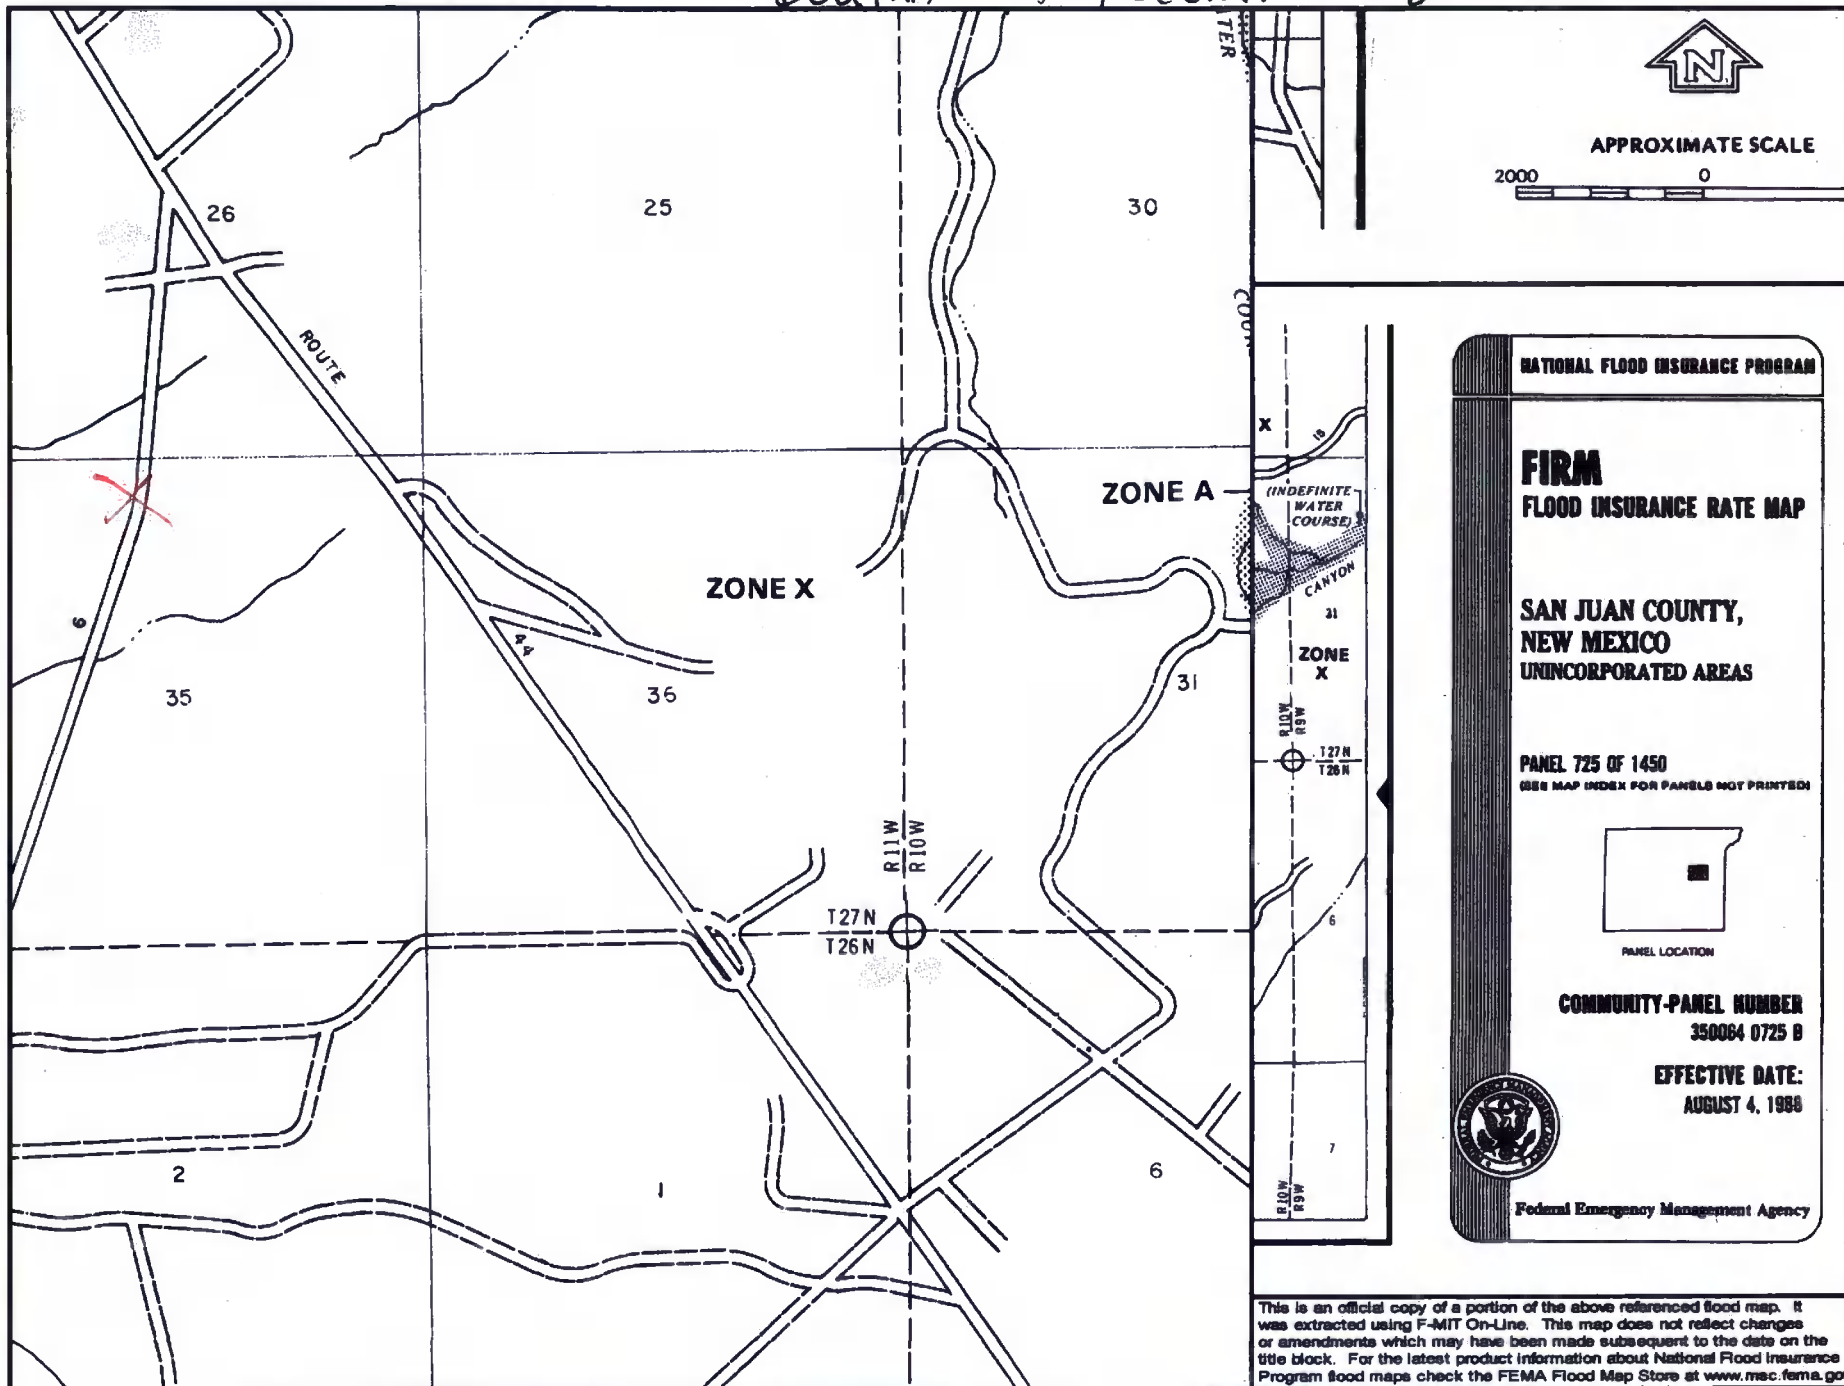 26
25
30
ROUTE
ZONE A
ZONE X
6
44
35
36
31
R11W
R10W
T27N
T26N
2
1
6
APPROXIMATE SCALE
2000
0
X
15
(INDEFINITE
WATER
COURSE)
CANYON
31
ZONE
X
R10W
R9W
T27N
T26N
6
7
R10W
R9W
NATIONAL FLOOD INSURANCE PROGRAM
FIRM
FLOOD INSURANCE RATE MAP
SAN JUAN COUNTY,
NEW MEXICO
UNINCORPORATED AREAS
PANEL 725 OF 1450
(SEE MAP INDEX FOR PANELS NOT PRINTED)
PANEL LOCATION
COMMUNITY-PANEL NUMBER
350064 0725 B
EFFECTIVE DATE:
AUGUST 4, 1988
Federal Emergency Management Agency
This is an official copy of a portion of the above referenced flood map. It
was extracted using F-MIT On-Line. This map does not reflect changes
or amendments which may have been made subsequent to the date on the
title block. For the latest product information about National Flood Insurance
Program flood maps check the FEMA Flood Map Store at www.msc.fema.go